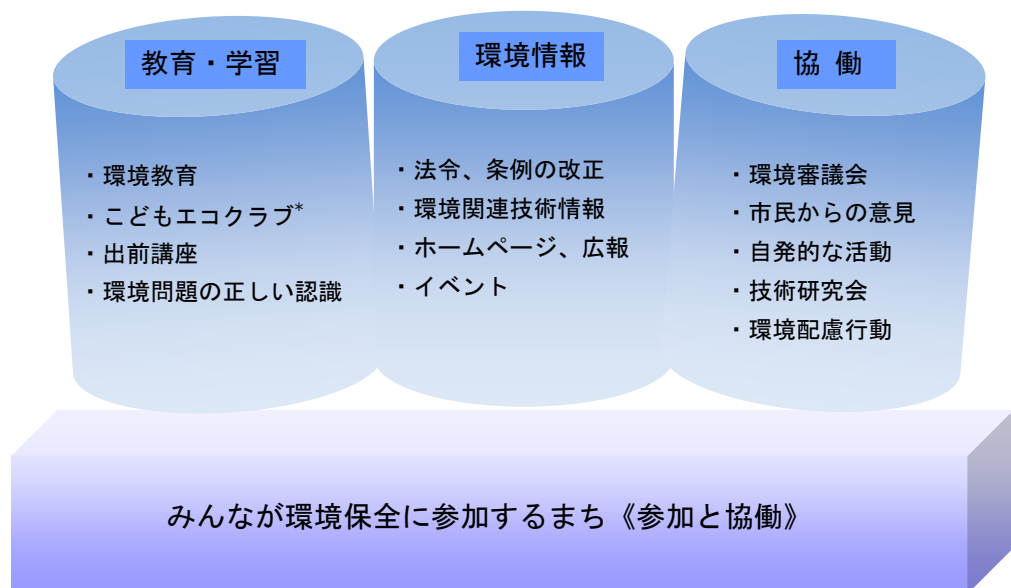 教育・学習
・環境教育
・こどもエコクラブ*
・出前講座
・環境問題の正しい認識
環境情報
・法令、条例の改正
・環境関連技術情報
・ホームページ、広報
・イベント
協 働
・環境審議会
・市民からの意見
・自発的な活動
・技術研究会
・環境配慮行動
みんなが環境保全に参加するまち《参加と協働》